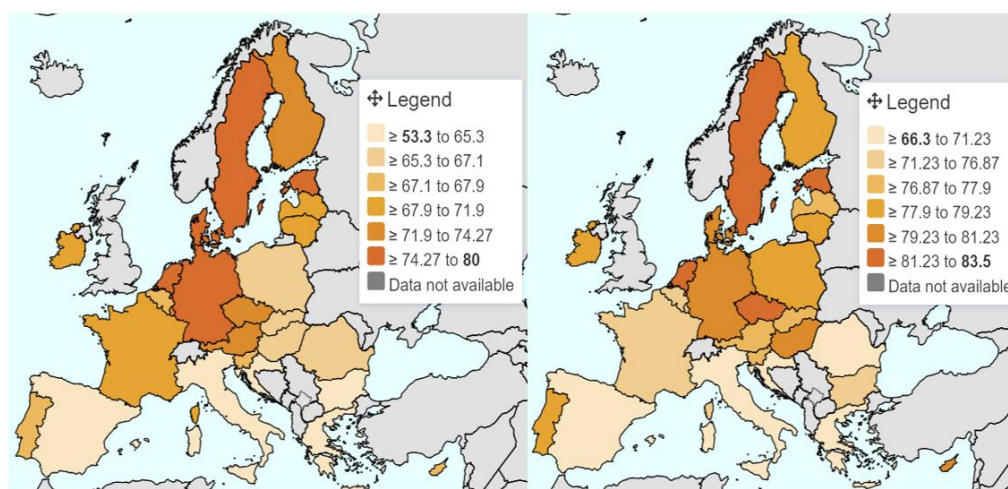 Legend
≥ 53.3 to 65.3
≥ 65.3 to 67.1
≥ 67.1 to 67.9
≥ 67.9 to 71.9
≥ 71.9 to 74.27
≥ 74.27 to 80
Data not available
Legend
≥ 66.3 to 71.23
≥ 71.23 to 76.87
≥ 76.87 to 77.9
≥ 77.9 to 79.23
≥ 79.23 to 81.23
≥ 81.23 to 83.5
Data not available